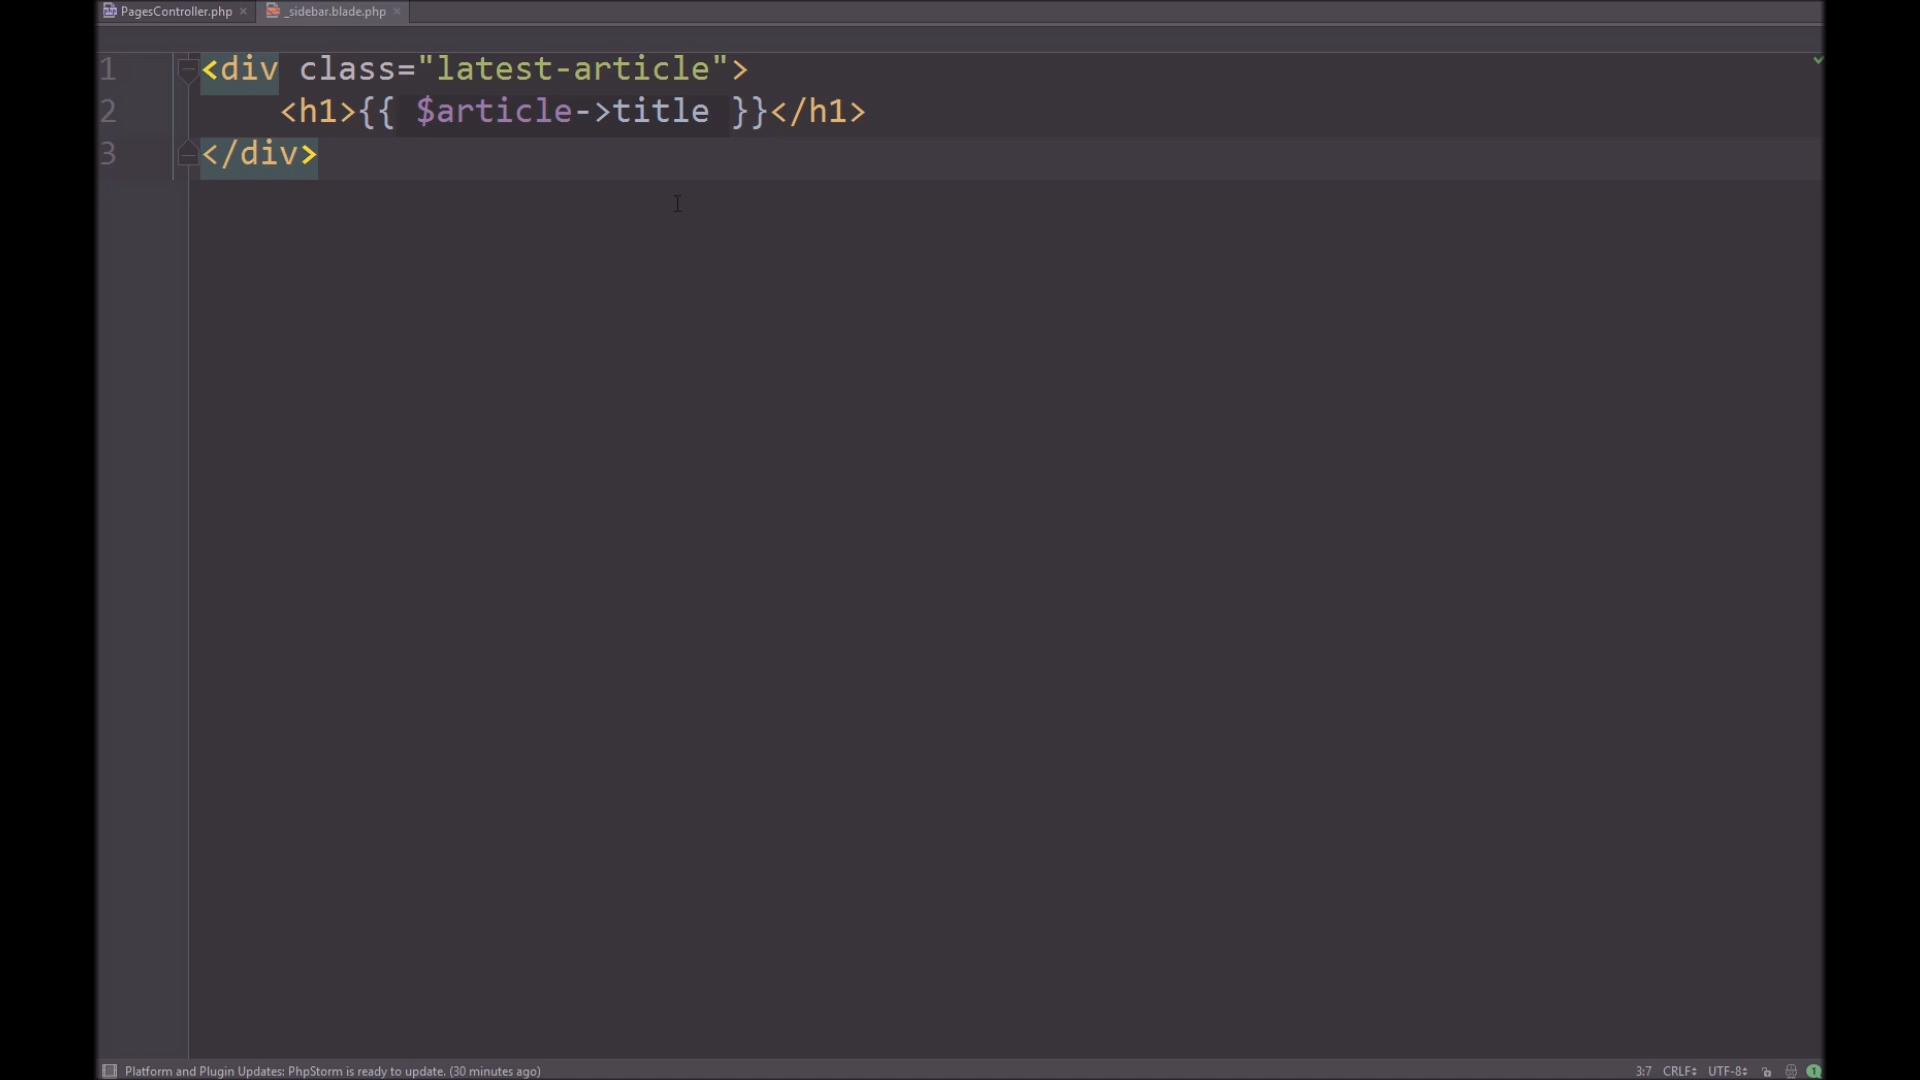 PagesController.php × _sidebar.blade.php ×
1 <div class="latest-article">
2 <h1>{{ $article->title }}</h1>
3 </div>
Platform and Plugin Updates: PhpStorm is ready to update. (30 minutes ago) 3:7 CRLF UTF-8 1